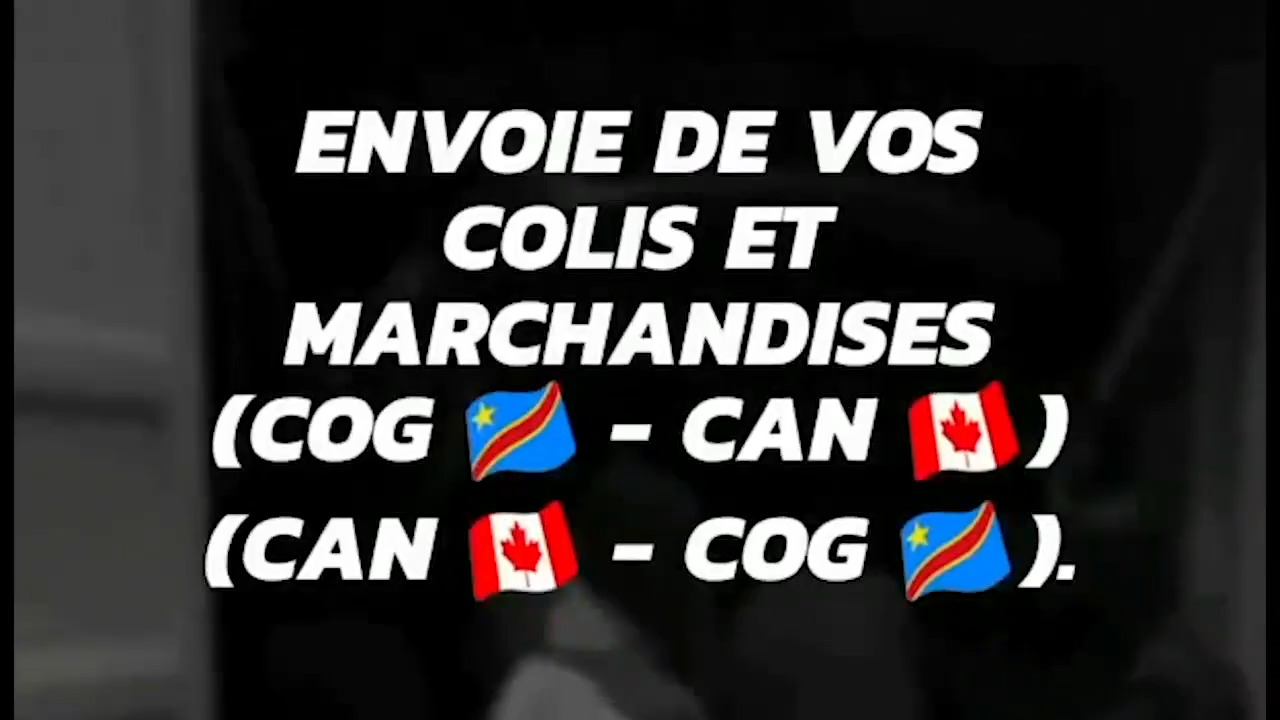 ENVOIE DE VOS
COLIS ET
MARCHANDISES
(COG 🇨🇩 - CAN 🇨🇦)
(CAN 🇨🇦 - COG 🇨🇩).